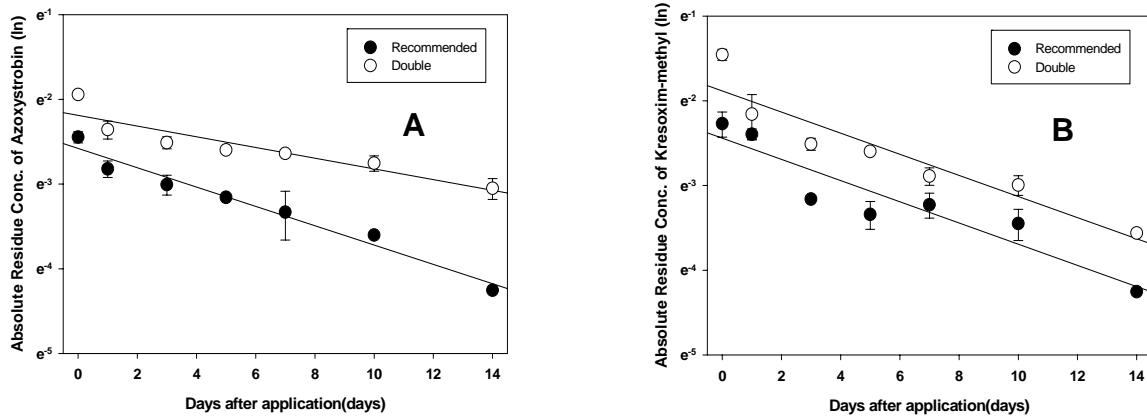 Absolute Residue Conc. of Azoxystrobin (ln)
e-1
e-2
e-3
e-4
e-5
Recommended
Double
A
0 2 4 6 8 10 12 14
Days after application(days)
Absolute Residue Conc. of Kresoxim-methyl (ln)
e-1
e-2
e-3
e-4
e-5
Recommended
Double
B
0 2 4 6 8 10 12 14
Days after application(days)